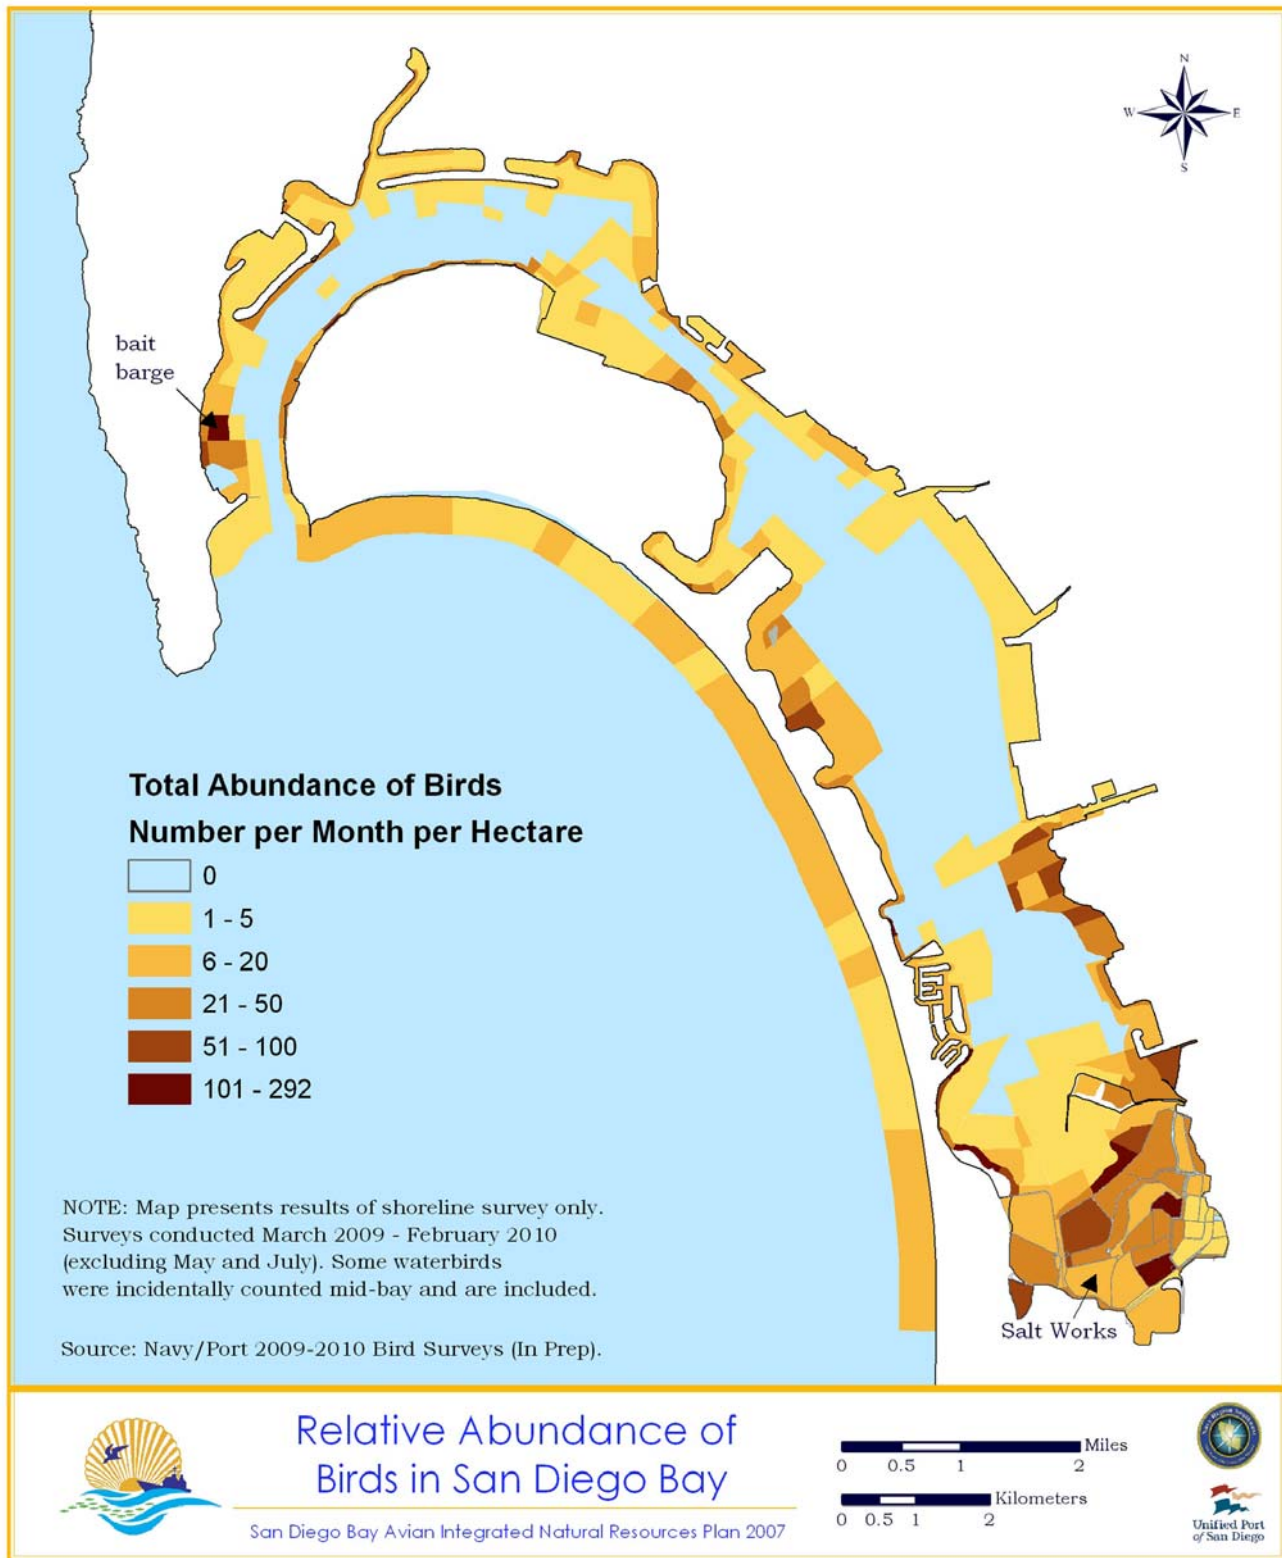 N
W
E
S
bait
barge
Total Abundance of Birds
Number per Month per Hectare
0
1 - 5
6 - 20
21 - 50
51 - 100
101 - 292
NOTE: Map presents results of shoreline survey only.
Surveys conducted March 2009 - February 2010
(excluding May and July). Some waterbirds
were incidentally counted mid-bay and are included.
Source: Navy/Port 2009-2010 Bird Surveys (In Prep).
Salt Works
Relative Abundance of
Birds in San Diego Bay
San Diego Bay Avian Integrated Natural Resources Plan 2007
Miles
0 0.5 1 2
Kilometers
0 0.5 1 2
Unified Port
of San Diego